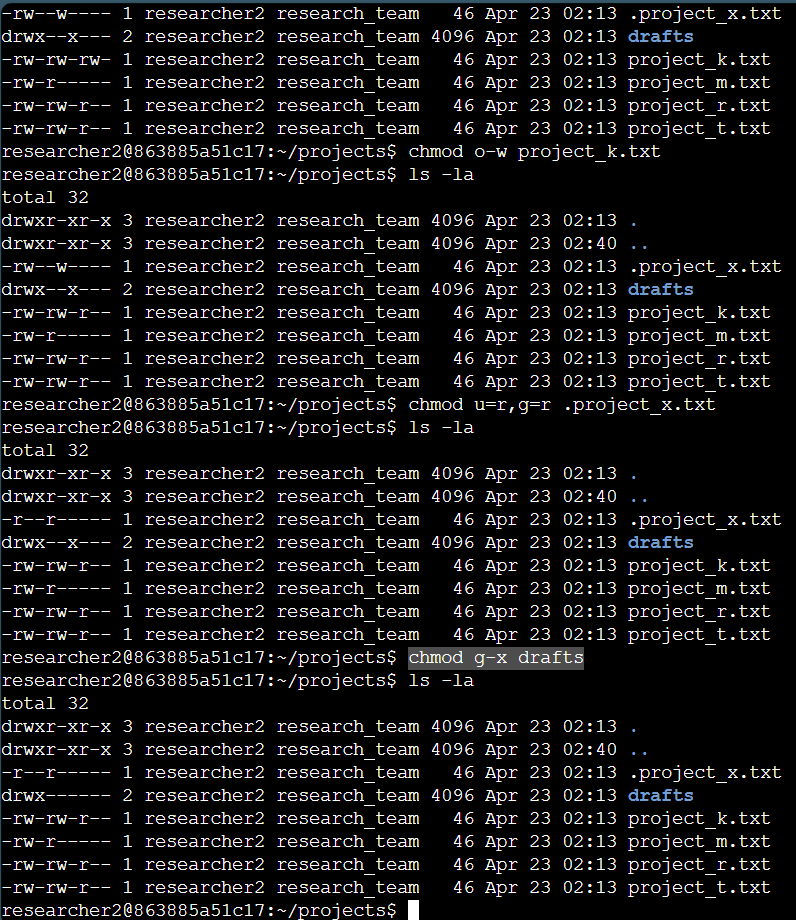 -rw--w---- 1 researcher2 research_team   46 Apr 23 02:13 .project_x.txt
drwx--x--- 2 researcher2 research_team 4096 Apr 23 02:13 drafts
-rw-rw-rw- 1 researcher2 research_team   46 Apr 23 02:13 project_k.txt
-rw-r----- 1 researcher2 research_team   46 Apr 23 02:13 project_m.txt
-rw-rw-r-- 1 researcher2 research_team   46 Apr 23 02:13 project_r.txt
-rw-rw-r-- 1 researcher2 research_team   46 Apr 23 02:13 project_t.txt
researcher2@863885a51c17:~/projects$ chmod o-w project_k.txt
researcher2@863885a51c17:~/projects$ ls -la
total 32
drwxr-xr-x 3 researcher2 research_team 4096 Apr 23 02:13 .
drwxr-xr-x 3 researcher2 research_team 4096 Apr 23 02:40 ..
-rw--w---- 1 researcher2 research_team   46 Apr 23 02:13 .project_x.txt
drwx--x--- 2 researcher2 research_team 4096 Apr 23 02:13 drafts
-rw-rw-r-- 1 researcher2 research_team   46 Apr 23 02:13 project_k.txt
-rw-r----- 1 researcher2 research_team   46 Apr 23 02:13 project_m.txt
-rw-rw-r-- 1 researcher2 research_team   46 Apr 23 02:13 project_r.txt
-rw-rw-r-- 1 researcher2 research_team   46 Apr 23 02:13 project_t.txt
researcher2@863885a51c17:~/projects$ chmod u=r,g=r .project_x.txt
researcher2@863885a51c17:~/projects$ ls -la
total 32
drwxr-xr-x 3 researcher2 research_team 4096 Apr 23 02:13 .
drwxr-xr-x 3 researcher2 research_team 4096 Apr 23 02:40 ..
-r--r----- 1 researcher2 research_team   46 Apr 23 02:13 .project_x.txt
drwx--x--- 2 researcher2 research_team 4096 Apr 23 02:13 drafts
-rw-rw-r-- 1 researcher2 research_team   46 Apr 23 02:13 project_k.txt
-rw-r----- 1 researcher2 research_team   46 Apr 23 02:13 project_m.txt
-rw-rw-r-- 1 researcher2 research_team   46 Apr 23 02:13 project_r.txt
-rw-rw-r-- 1 researcher2 research_team   46 Apr 23 02:13 project_t.txt
researcher2@863885a51c17:~/projects$ chmod g-x drafts
researcher2@863885a51c17:~/projects$ ls -la
total 32
drwxr-xr-x 3 researcher2 research_team 4096 Apr 23 02:13 .
drwxr-xr-x 3 researcher2 research_team 4096 Apr 23 02:40 ..
-r--r----- 1 researcher2 research_team   46 Apr 23 02:13 .project_x.txt
drwx------ 2 researcher2 research_team 4096 Apr 23 02:13 drafts
-rw-rw-r-- 1 researcher2 research_team   46 Apr 23 02:13 project_k.txt
-rw-r----- 1 researcher2 research_team   46 Apr 23 02:13 project_m.txt
-rw-rw-r-- 1 researcher2 research_team   46 Apr 23 02:13 project_r.txt
-rw-rw-r-- 1 researcher2 research_team   46 Apr 23 02:13 project_t.txt
researcher2@863885a51c17:~/projects$